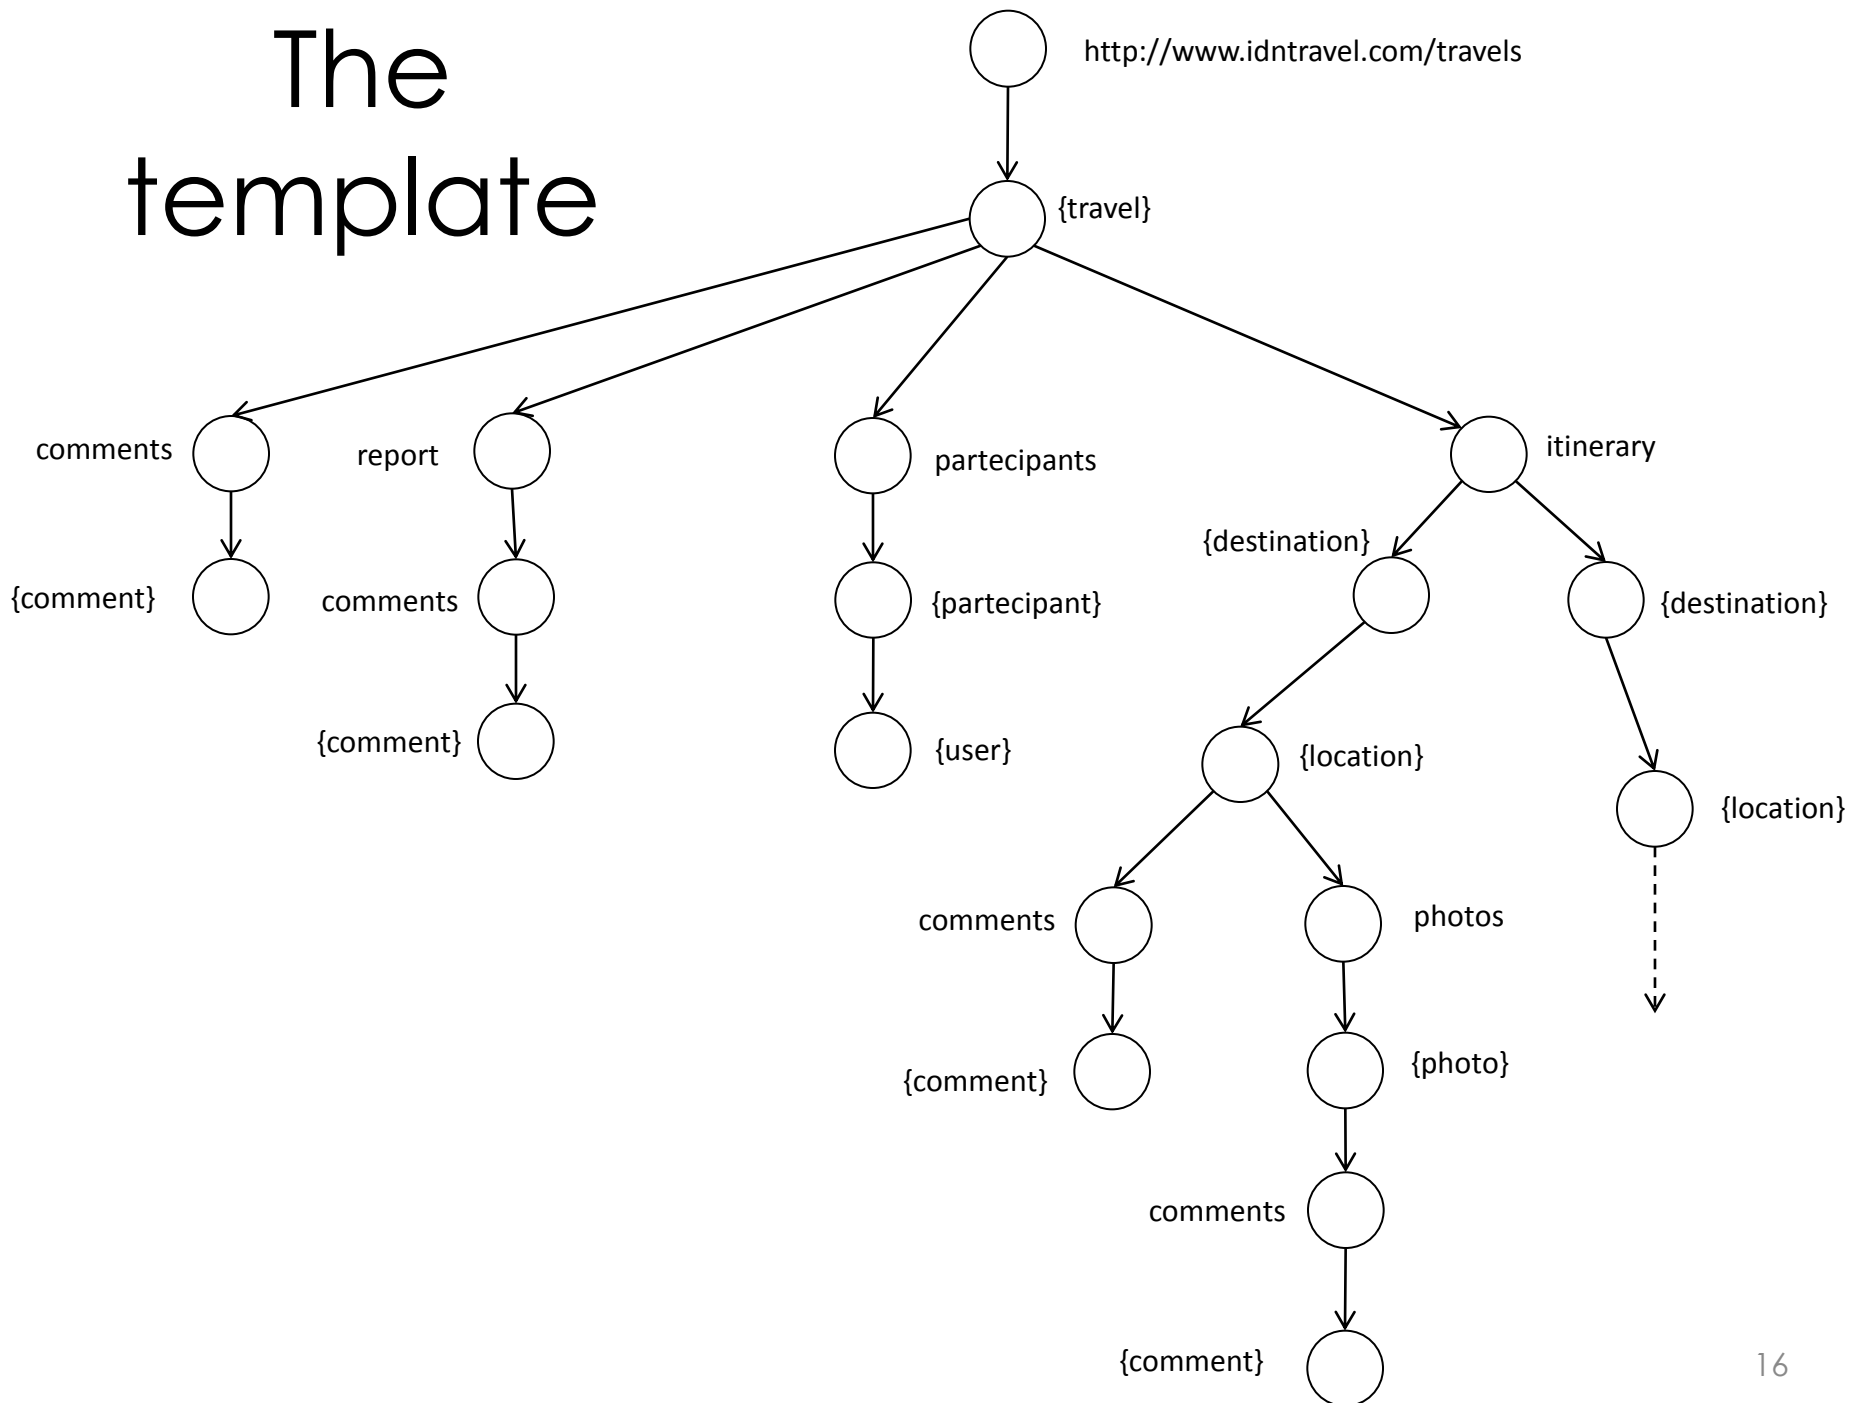 The
template
http://www.idntravel.com/travels
{travel}
comments
report
partecipants
itinerary
{destination}
{comment}
comments
{partecipant}
{destination}
{comment}
{user}
{location}
{location}
comments
photos
{comment}
{photo}
comments
{comment}
16